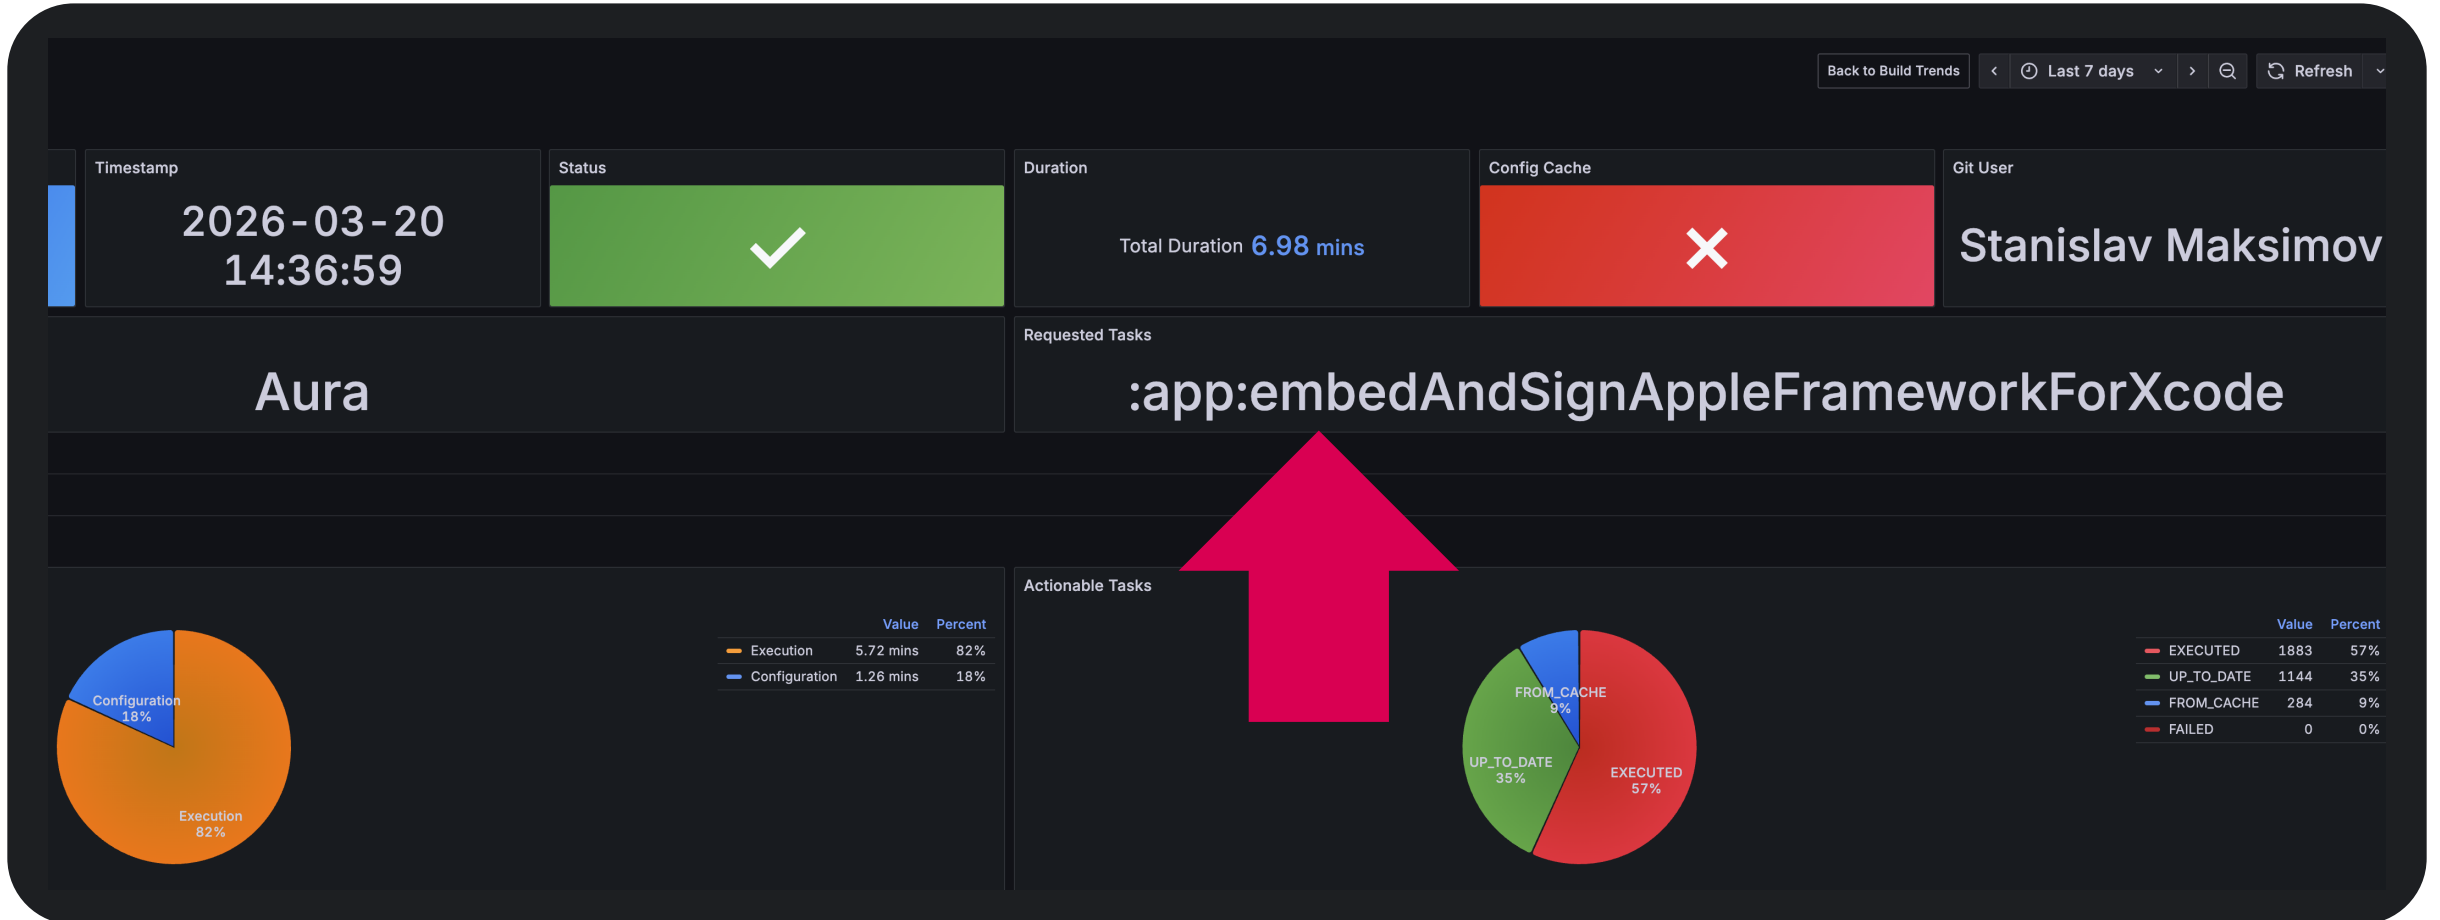 Back to Build Trends
Last 7 days
Refresh
Timestamp
2026-03-20
14:36:59
Status
Duration
Total Duration 6.98 mins
Config Cache
Git User
Stanislav Maksimov
Aura
Requested Tasks
:app:embedAndSignAppleFrameworkForXcode
Value Percent
Execution 5.72 mins 82%
Configuration 1.26 mins 18%
Configuration
18%
Execution
82%
Actionable Tasks
Value Percent
EXECUTED 1883 57%
UP_TO_DATE 1144 35%
FROM_CACHE 284 9%
FAILED 0 0%
FROM_CACHE
9%
UP_TO_DATE
35%
EXECUTED
57%